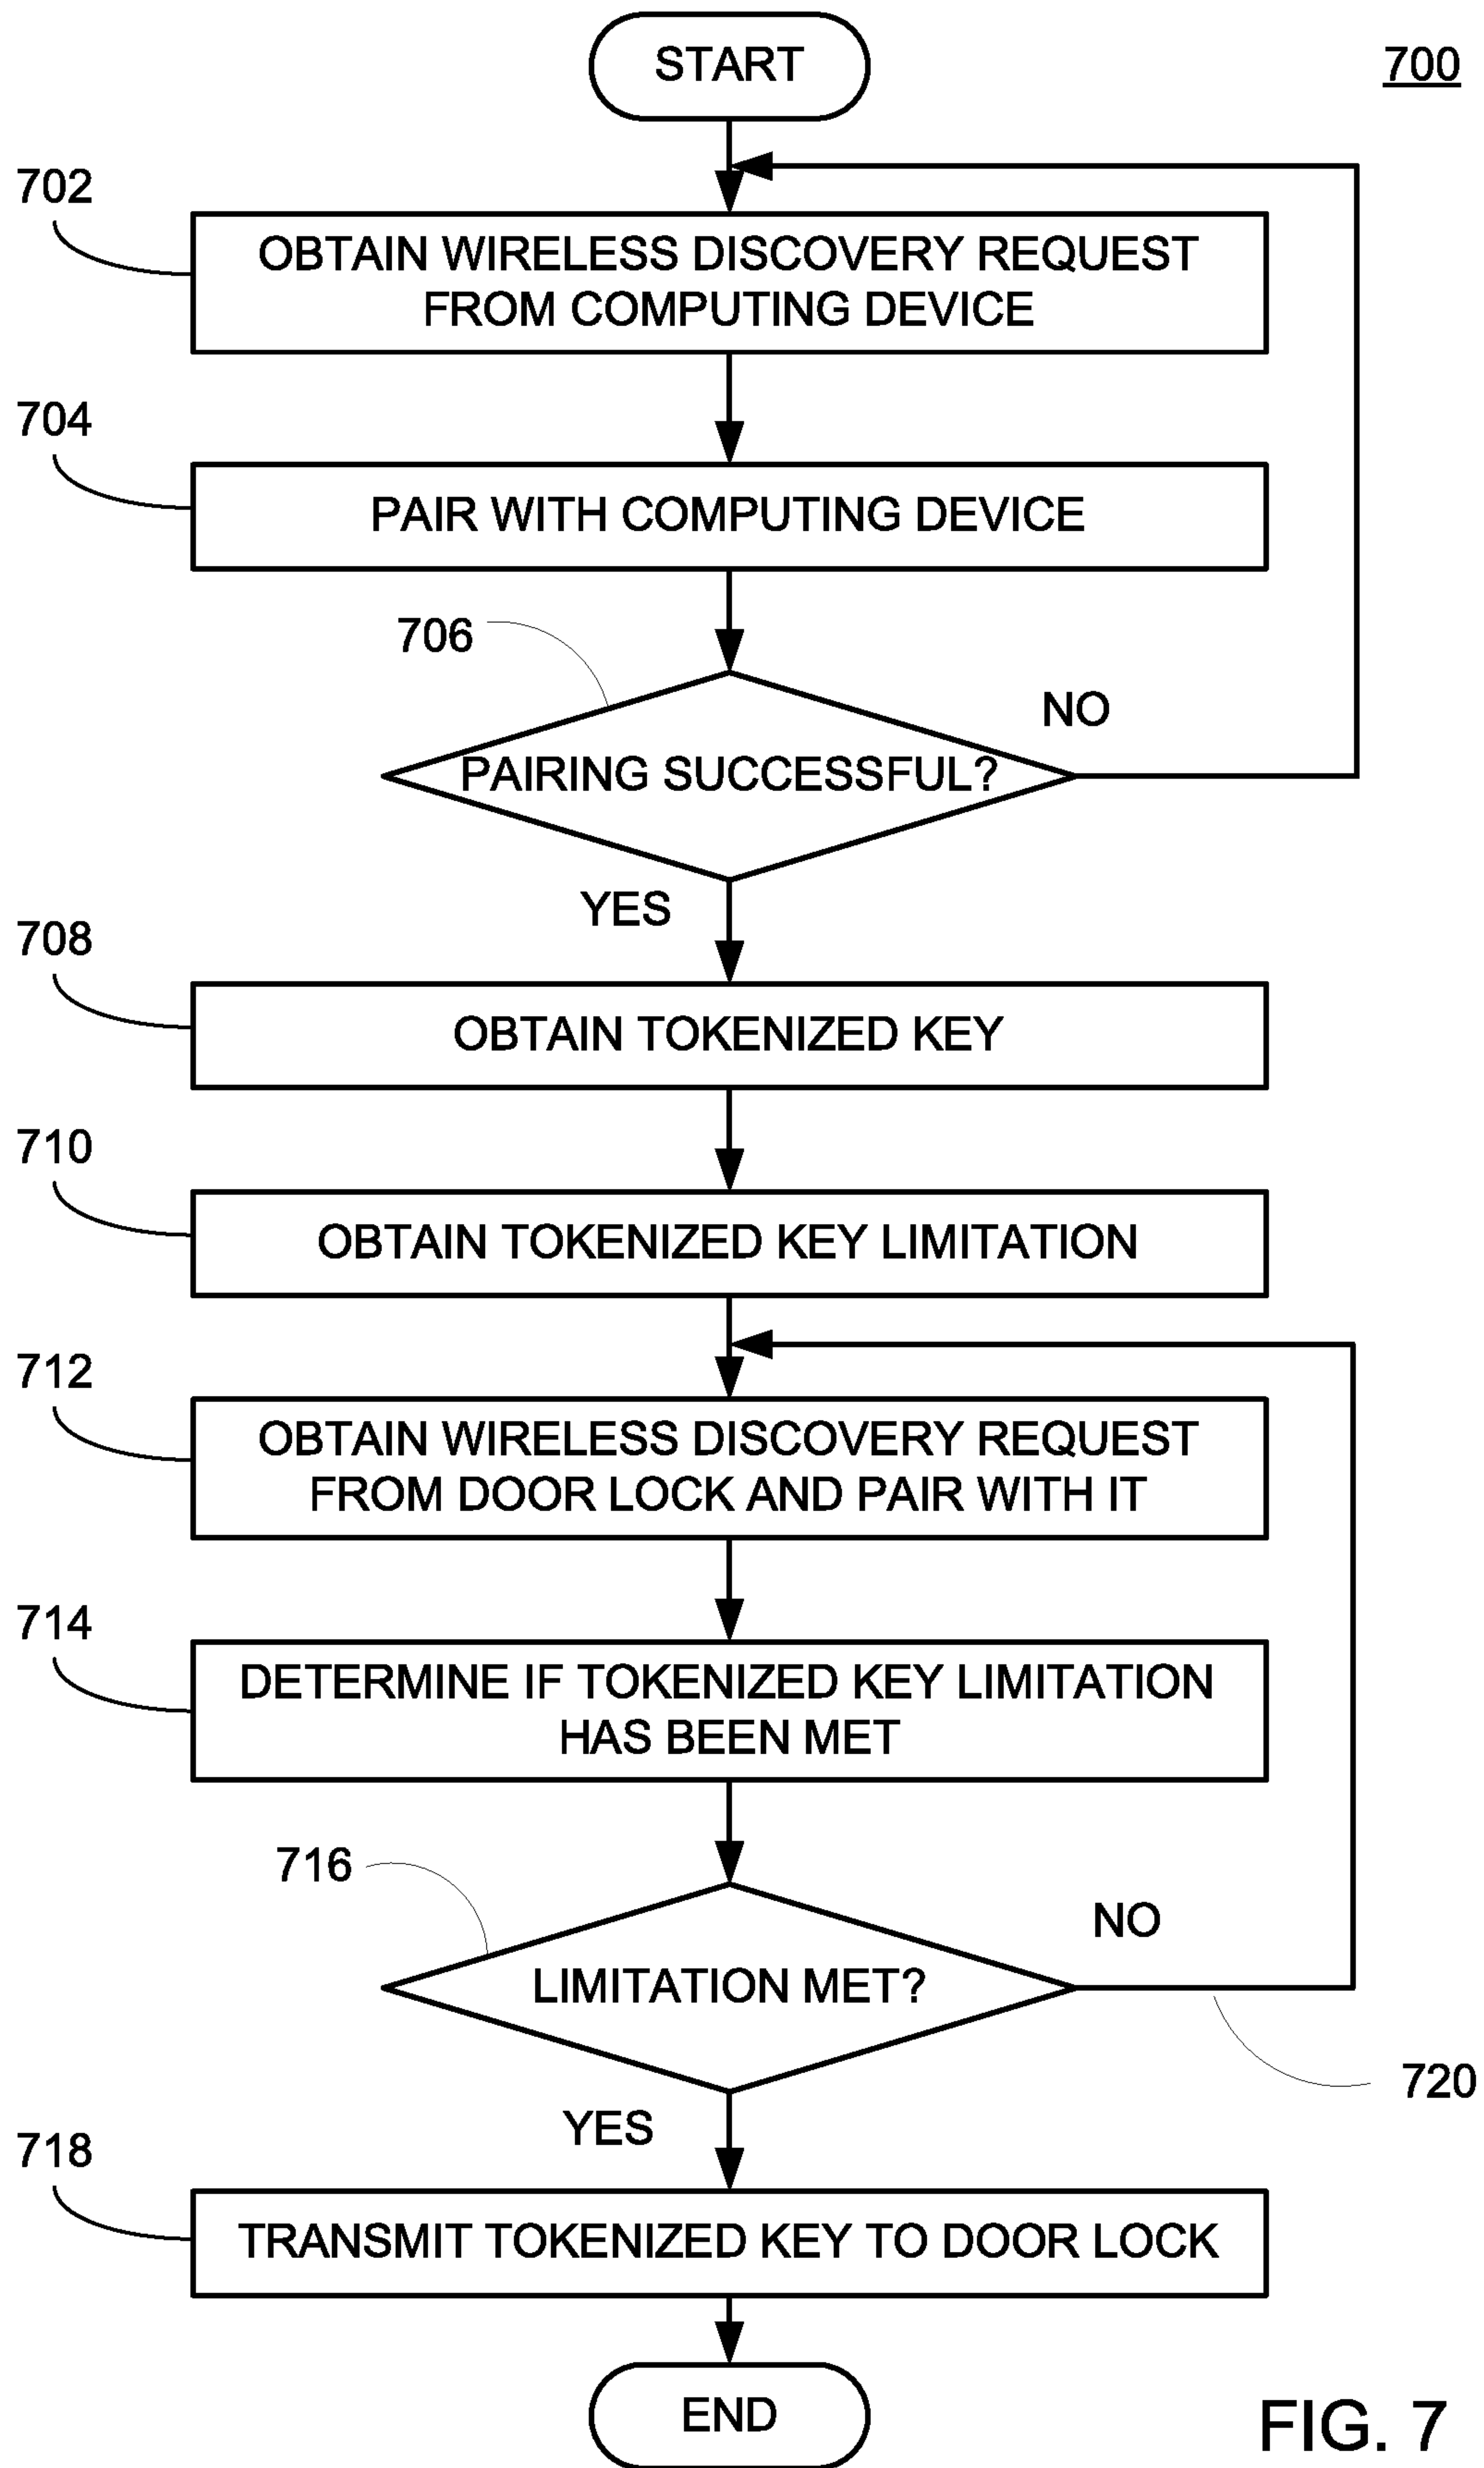 START
700
702
OBTAIN WIRELESS DISCOVERY REQUEST
FROM COMPUTING DEVICE
704
PAIR WITH COMPUTING DEVICE
706
NO
PAIRING SUCCESSFUL?
YES
708
OBTAIN TOKENIZED KEY
710
OBTAIN TOKENIZED KEY LIMITATION
712
OBTAIN WIRELESS DISCOVERY REQUEST
FROM DOOR LOCK AND PAIR WITH IT
714
DETERMINE IF TOKENIZED KEY LIMITATION
HAS BEEN MET
716
NO
LIMITATION MET?
720
YES
718
TRANSMIT TOKENIZED KEY TO DOOR LOCK
END
FIG. 7